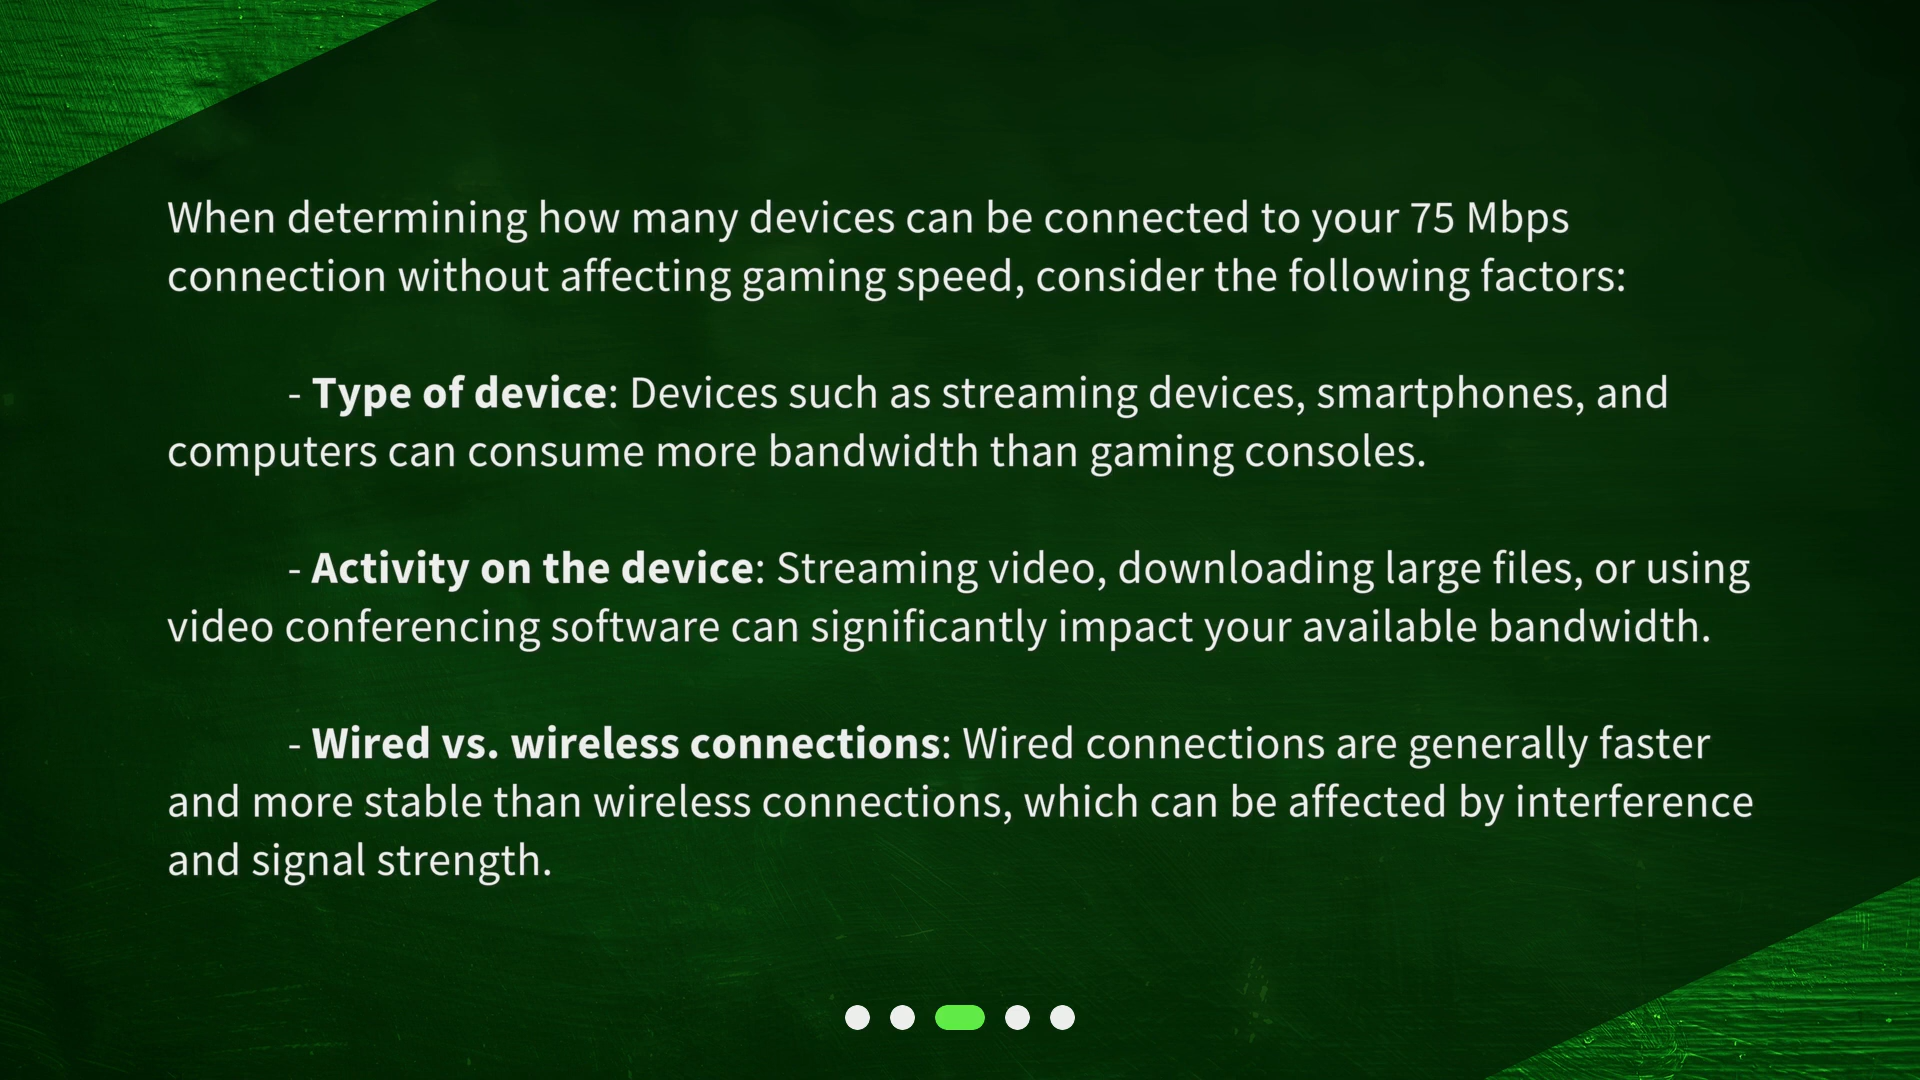 When determining how many devices can be connected to your 75 Mbps
connection without affecting gaming speed, consider the following factors:
- Type of device: Devices such as streaming devices, smartphones, and
computers can consume more bandwidth than gaming consoles.
- Activity on the device: Streaming video, downloading large files, or using
video conferencing software can significantly impact your available bandwidth.
- Wired vs. wireless connections: Wired connections are generally faster
and more stable than wireless connections, which can be affected by interference
and signal strength.